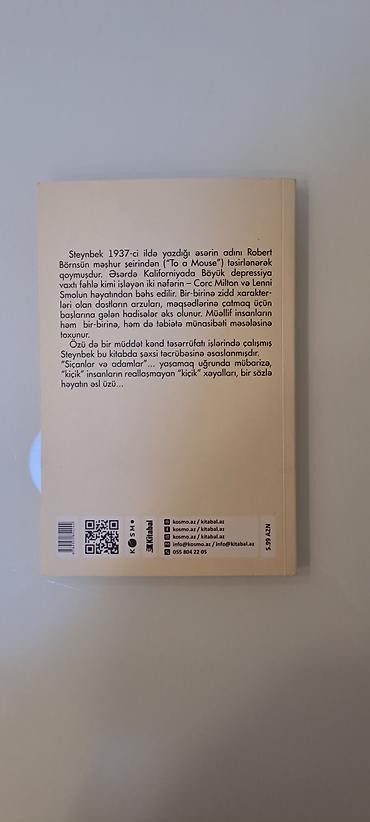 Steynbek 1937-ci ildə yazdığı əsərin adını Robert
Börnsün məşhur şeirindən ("To a Mouse") təsirlənərək
qoymuşdur. Əsərdə Kaliforniyada Böyük depressiya
vaxtı fəhlə kimi işləyən iki nəfərin – Corc Milton və Lenni
Smolun həyatından bəhs edilir. Bir-birinə zidd xarakter-
ləri olan dostların arzuları, məqsədlərinə çatmaq üçün
başlarına gələn hadisələr əks olunur. Müəllif insanların
həm bir-birinə, həm də təbiətə münasibəti məsələsinə
toxunur.
Özü də bir müddət kənd təsərrüfatı işlərində çalışmış
Steynbek bu kitabda şəxsi təcrübəsinə əsaslanmışdır.
"Siçanlar və adamlar"... yaşamaq uğrunda mübarizə,
"kiçik" insanların reallaşmayan "kiçik" xəyalları, bir sözlə
həyatın əsl üzü...
KOSMO
Kitabal
kosmo.az / kitabal.az
kosmo.az / kitabal.az
kosmo.az / kitabal.az
info@kosmo.az / info@kitabal.az
055 804 22 05
5.99 AZN